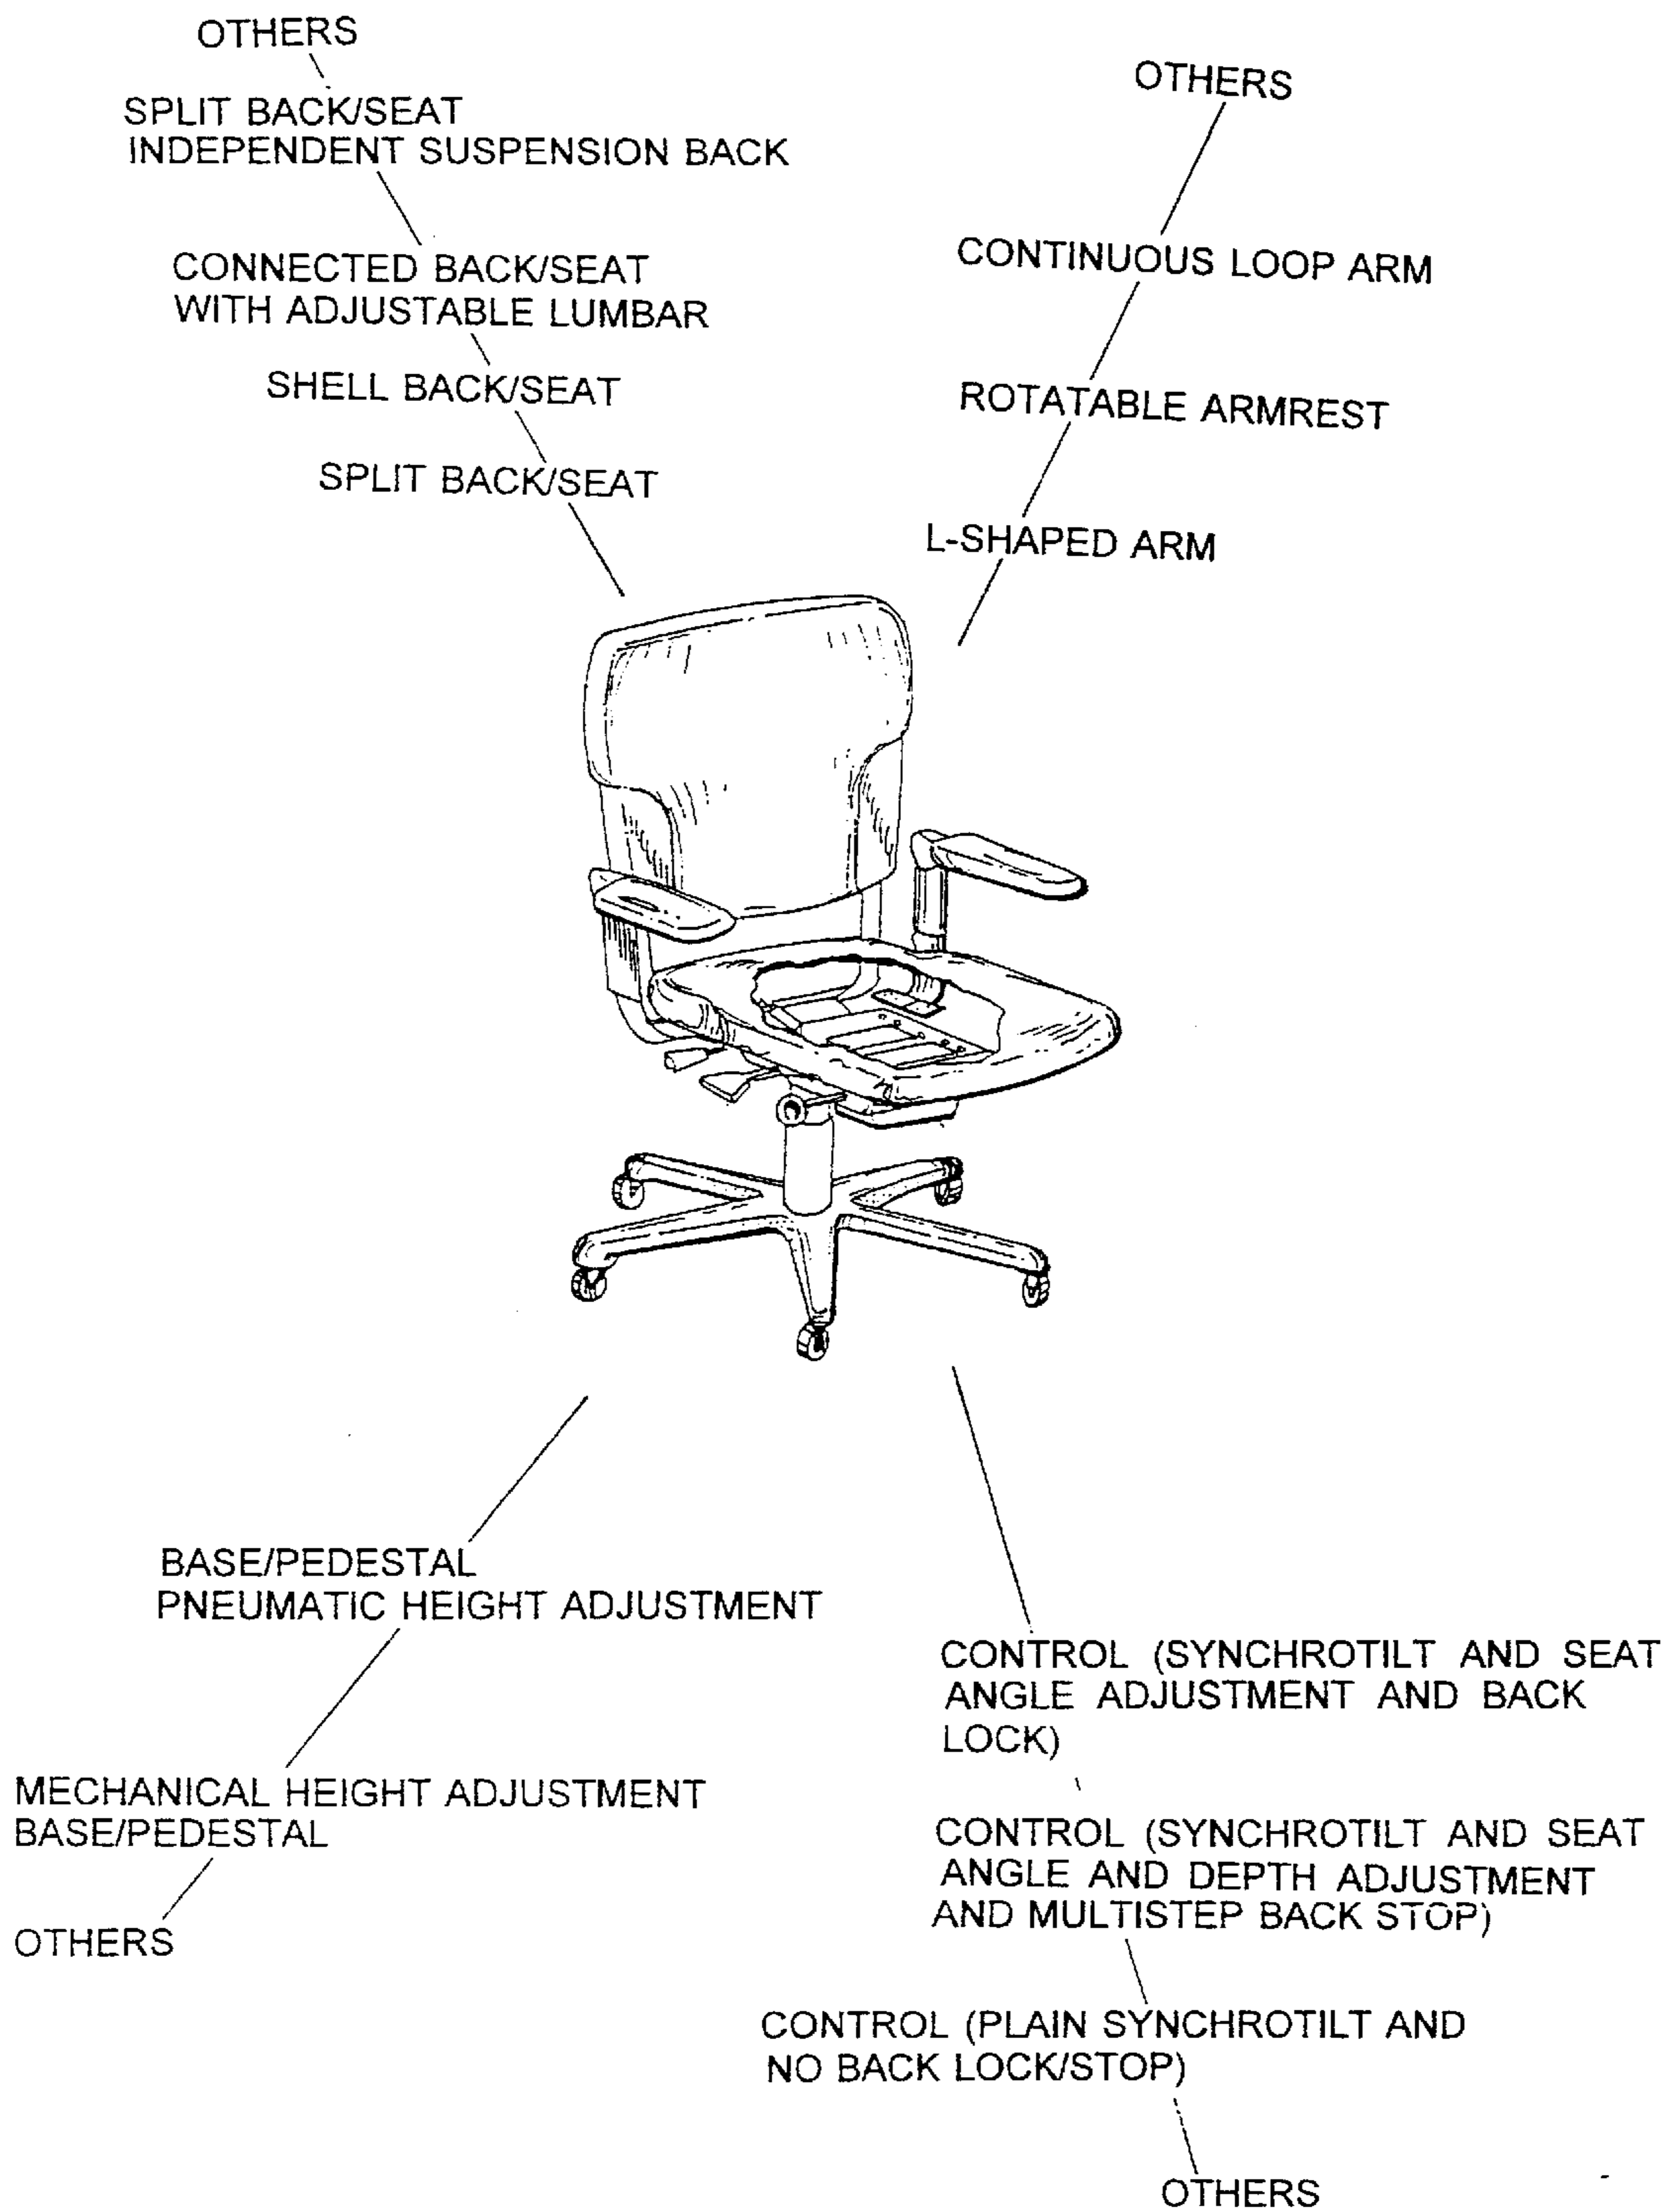 OTHERS
SPLIT BACK/SEAT
INDEPENDENT SUSPENSION BACK
CONNECTED BACK/SEAT
WITH ADJUSTABLE LUMBAR
SHELL BACK/SEAT
SPLIT BACK/SEAT
OTHERS
CONTINUOUS LOOP ARM
ROTATABLE ARMREST
L-SHAPED ARM
BASE/PEDESTAL
PNEUMATIC HEIGHT ADJUSTMENT
MECHANICAL HEIGHT ADJUSTMENT
BASE/PEDESTAL
OTHERS
CONTROL (SYNCHROTILT AND SEAT
ANGLE ADJUSTMENT AND BACK
LOCK)
CONTROL (SYNCHROTILT AND SEAT
ANGLE AND DEPTH ADJUSTMENT
AND MULTISTEP BACK STOP)
CONTROL (PLAIN SYNCHROTILT AND
NO BACK LOCK/STOP)
OTHERS